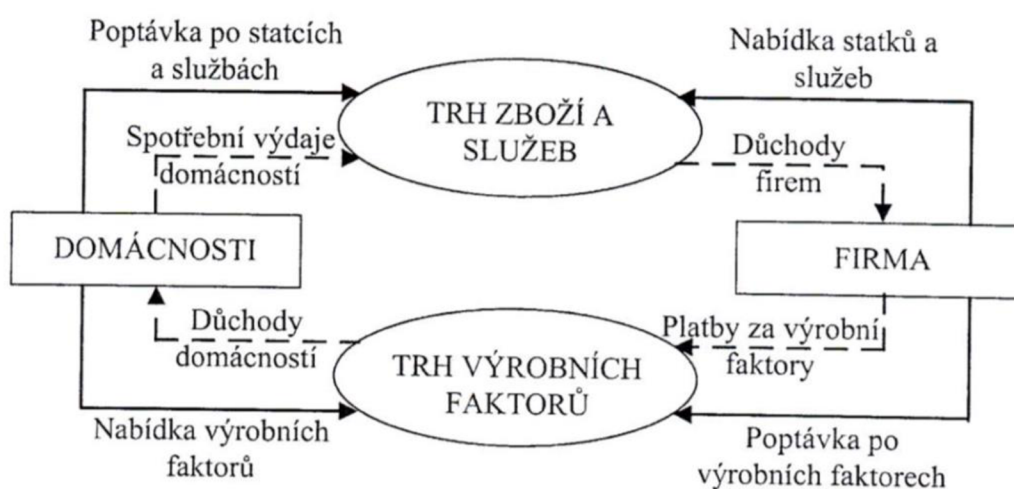 Poptávka po statcích
a službách
Nabídka statků a
služeb
TRH ZBOŽÍ A
SLUŽEB
Spotřební výdaje
domácností
Důchody
firem
DOMÁCNOSTI
FIRMA
Důchody
domácností
Platby za výrobní
faktory
TRH VÝROBNÍCH
FAKTORŮ
Nabídka výrobních
faktorů
Poptávka po
výrobních faktorech